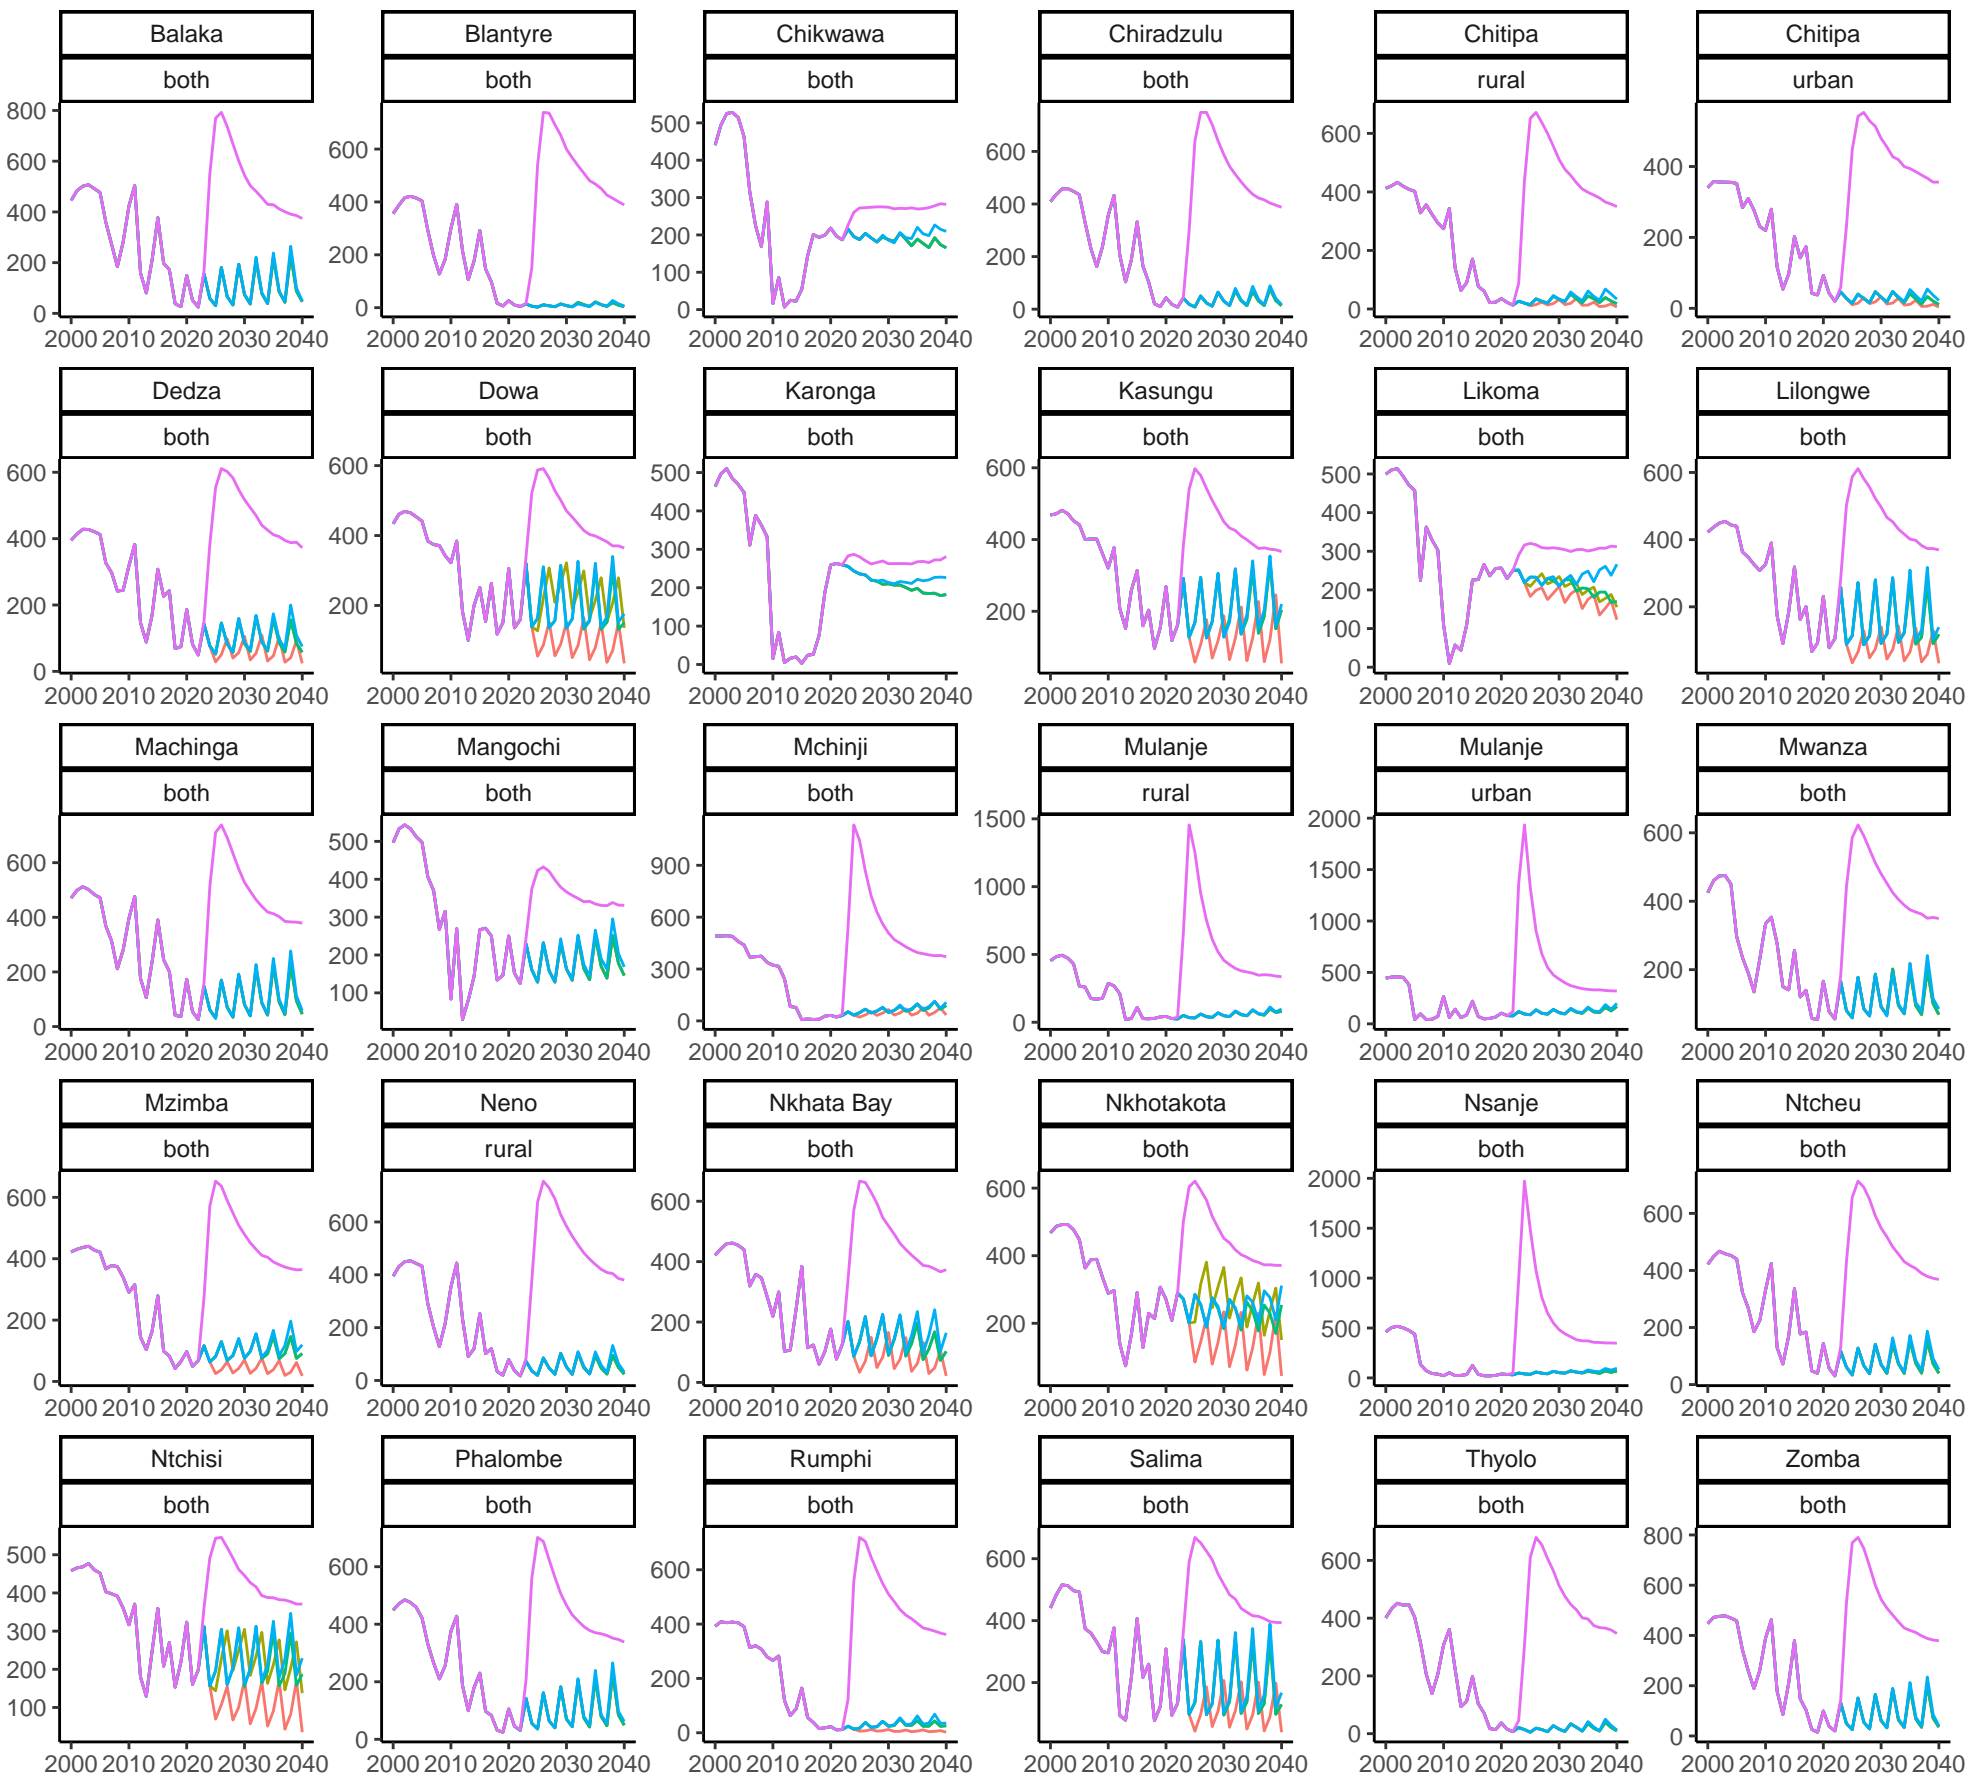 Balaka Blantyre Chikwawa Chiradzulu Chitipa Chitipa
both both both both rural urban
800 600 400 200 0
600 400 200 0
500 400 300 200 100 0
600 400 200 0
600 400 200 0
400 200 0
2000 2010 2020 2030 2040 2000 2010 2020 2030 2040 2000 2010 2020 2030 2040 2000 2010 2020 2030 2040 2000 2010 2020 2030 2040 2000 2010 2020 2030 2040
Dedza Dowa Karonga Kasungu Likoma Lilongwe
both both both both both both
600 400 200 0
600 400 200
500 400 300 200 100 0
600 400 200
500 400 300 200 100 0
600 400 200
2000 2010 2020 2030 2040 2000 2010 2020 2030 2040 2000 2010 2020 2030 2040 2000 2010 2020 2030 2040 2000 2010 2020 2030 2040 2000 2010 2020 2030 2040
Machinga Mangochi Mchinji Mulanje Mulanje Mwanza
both both both rural urban both
600 400 200 0
500 400 300 200 100
900 600 300 0
1500 1000 500 0
2000 1500 1000 500 0
600 400 200
2000 2010 2020 2030 2040 2000 2010 2020 2030 2040 2000 2010 2020 2030 2040 2000 2010 2020 2030 2040 2000 2010 2020 2030 2040 2000 2010 2020 2030 2040
Mzimba Neno Nkhata Bay Nkhotakota Nsanje Ntcheu
both rural both both both both
600 400 200 0
600 400 200 0
600 400 200 0
600 400 200
2000 1500 1000 500 0
600 400 200 0
2000 2010 2020 2030 2040 2000 2010 2020 2030 2040 2000 2010 2020 2030 2040 2000 2010 2020 2030 2040 2000 2010 2020 2030 2040 2000 2010 2020 2030 2040
Ntchisi Phalombe Rumphi Salima Thyolo Zomba
both both both both both both
500 400 300 200 100
600 400 200 0
600 400 200 0
600 400 200
600 400 200 0
800 600 400 200 0
2000 2010 2020 2030 2040 2000 2010 2020 2030 2040 2000 2010 2020 2030 2040 2000 2010 2020 2030 2040 2000 2010 2020 2030 2040 2000 2010 2020 2030 2040